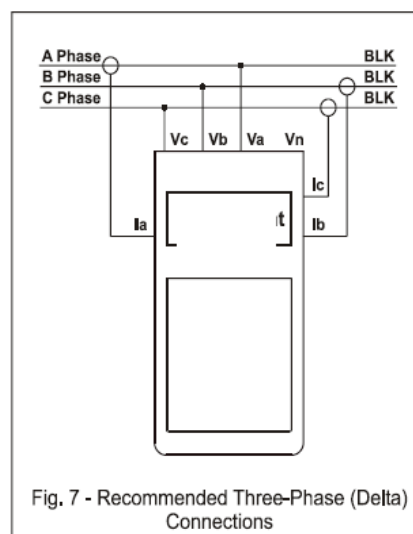 A Phase BLK
B Phase BLK
C Phase BLK
Vc Vb Va Vn
Ic
Ia Ib
Fig. 7 - Recommended Three-Phase (Delta)
Connections